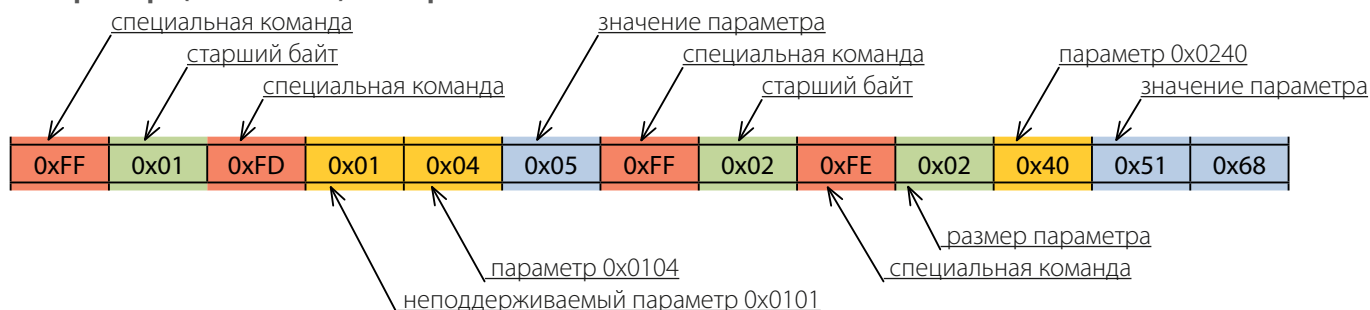 специальная команда
значение параметра
старший байт
специальная команда
параметр 0x0240
специальная команда
старший байт
значение параметра
0xFF 0x01 0xFD 0x01 0x04 0x05 0xFF 0x02 0xFE 0x02 0x40 0x51 0x68
размер параметра
параметр 0x0104
специальная команда
неподдерживаемый параметр 0x0101